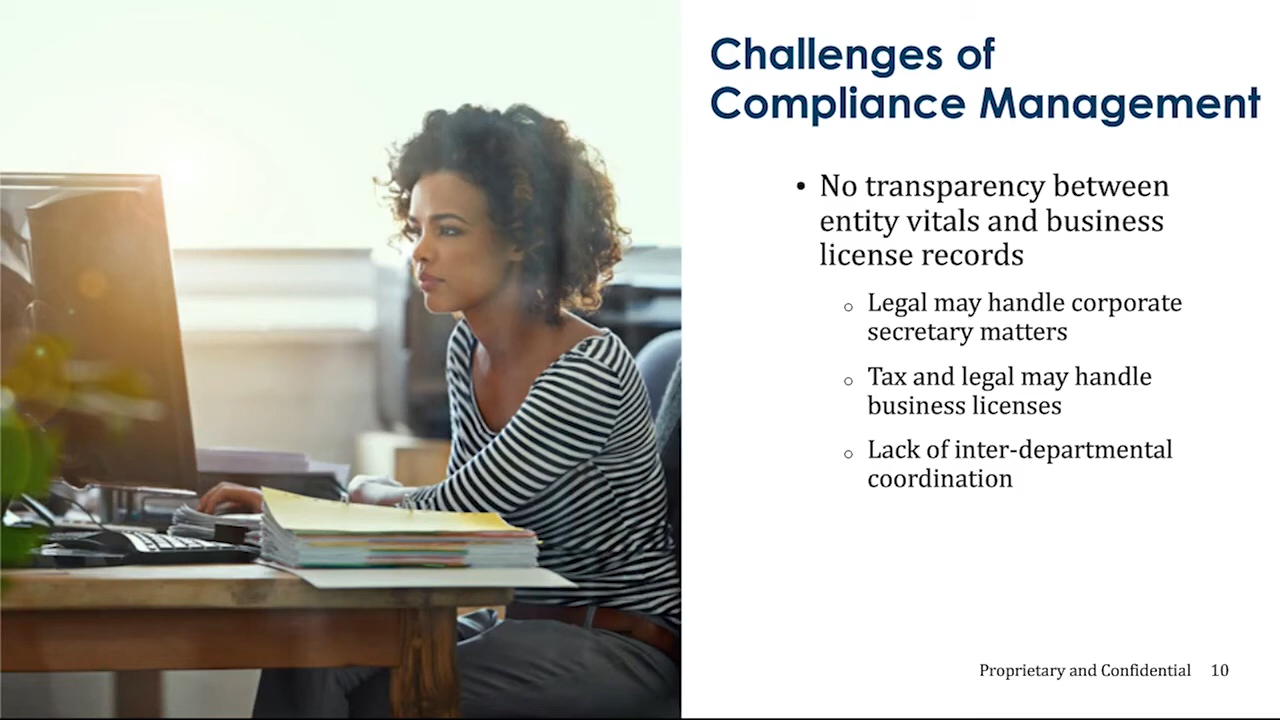 Challenges of
Compliance Management
• No transparency between
entity vitals and business
license records
○ Legal may handle corporate
secretary matters
○ Tax and legal may handle
business licenses
○ Lack of inter-departmental
coordination
Proprietary and Confidential 10